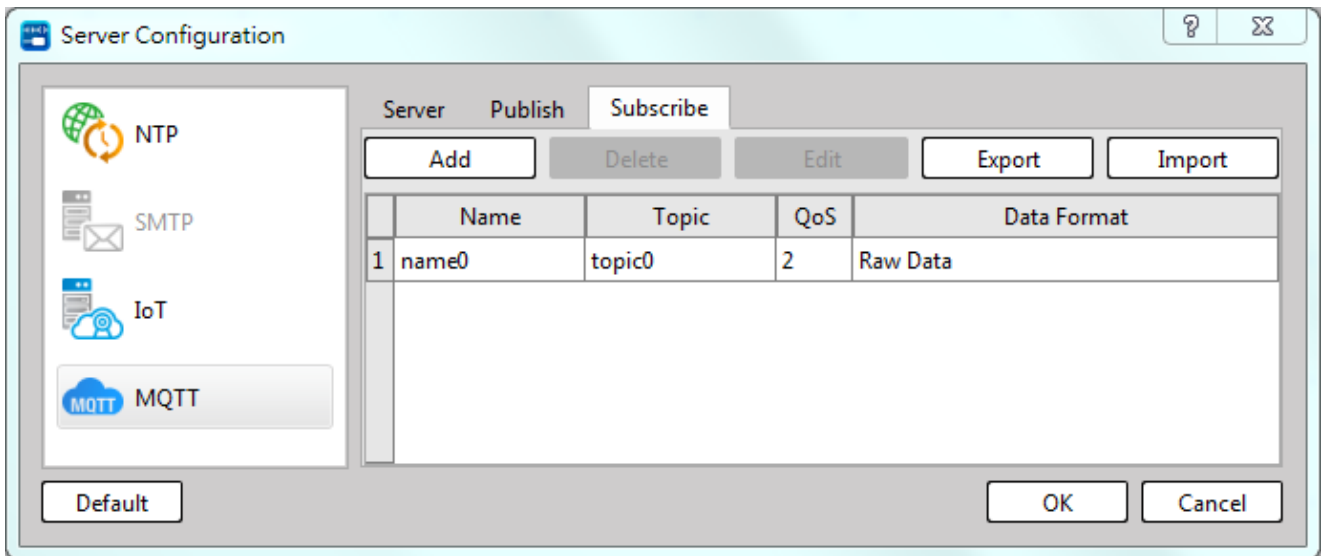 Server Configuration
NTP
SMTP
IoT
MQTT MQTT
Server Publish Subscribe
Add Delete Edit Export Import
Name Topic QoS Data Format
1 name0 topic0 2 Raw Data
Default OK Cancel